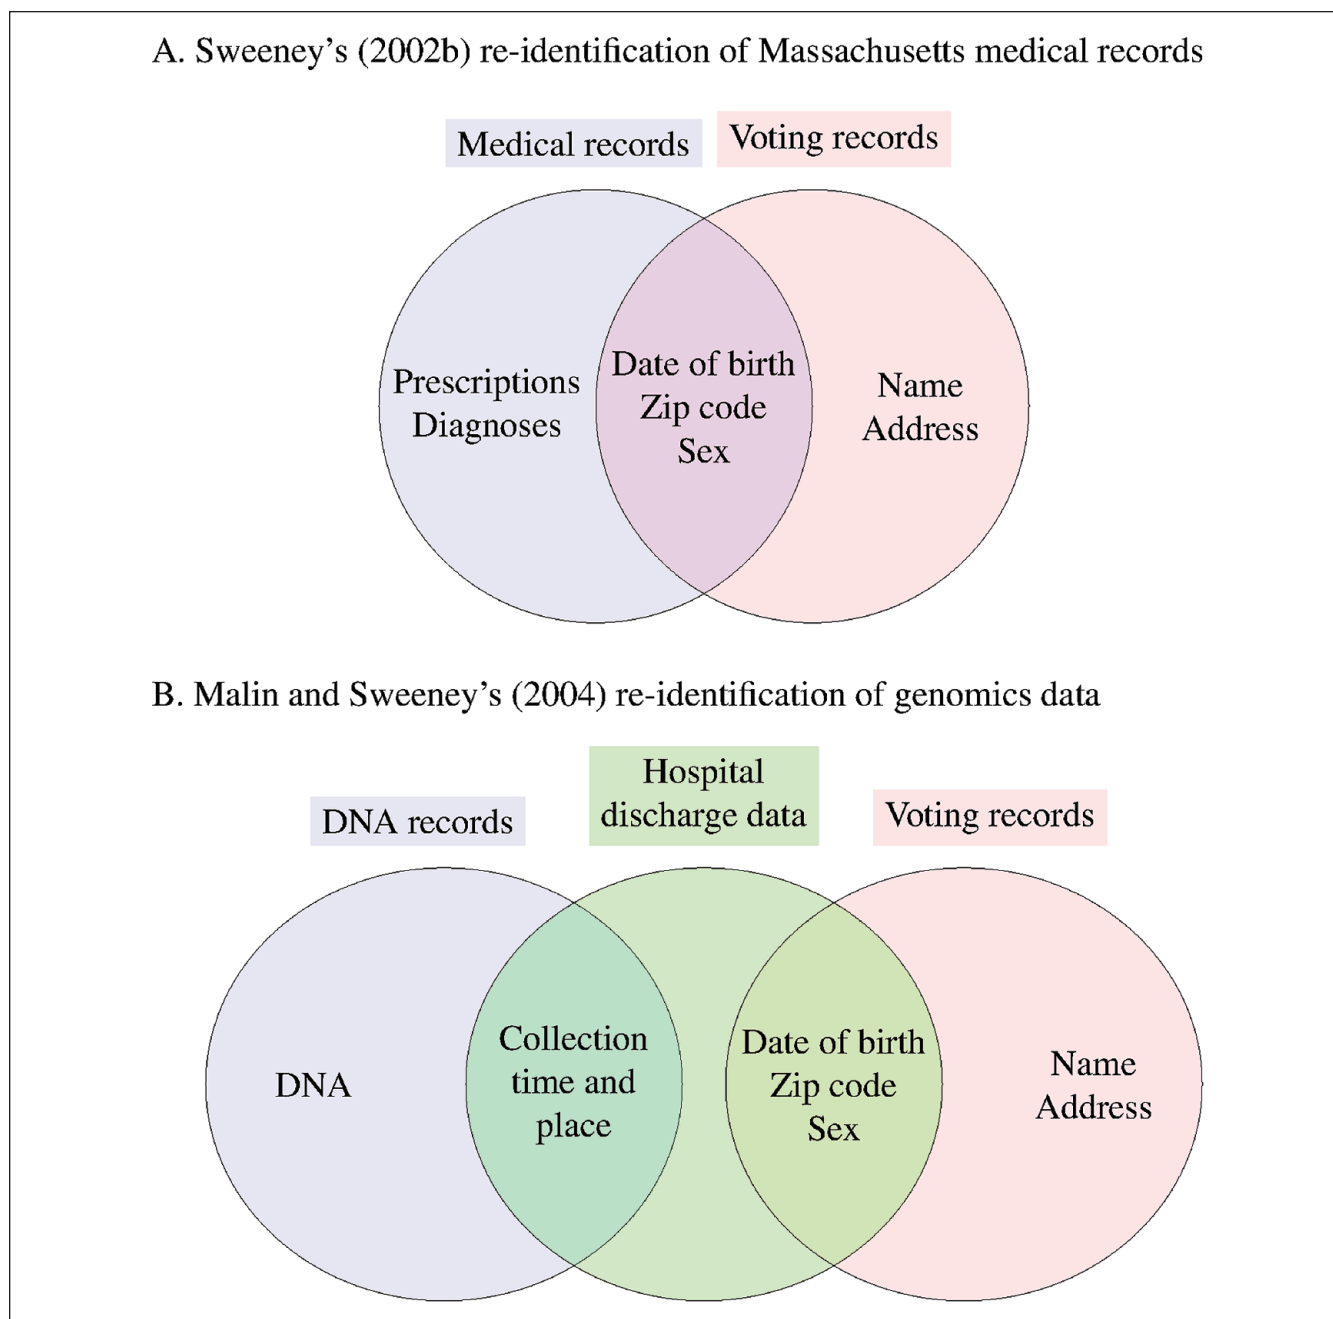 A. Sweeney's (2002b) re-identification of Massachusetts medical records
Medical records
Voting records
Prescriptions
Diagnoses
Date of birth
Zip code
Sex
Name
Address
B. Malin and Sweeney's (2004) re-identification of genomics data
DNA records
Hospital
discharge data
Voting records
DNA
Collection
time and
place
Date of birth
Zip code
Sex
Name
Address